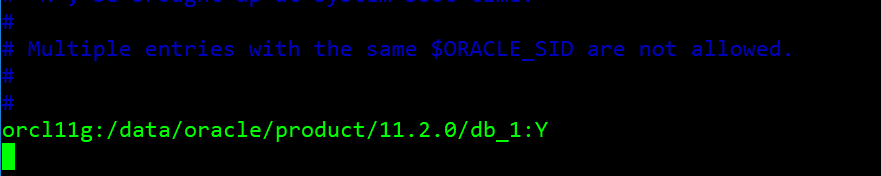 #
# Multiple entries with the same $ORACLE_SID are not allowed.
#
#
orcl11g:/data/oracle/product/11.2.0/db_1:Y